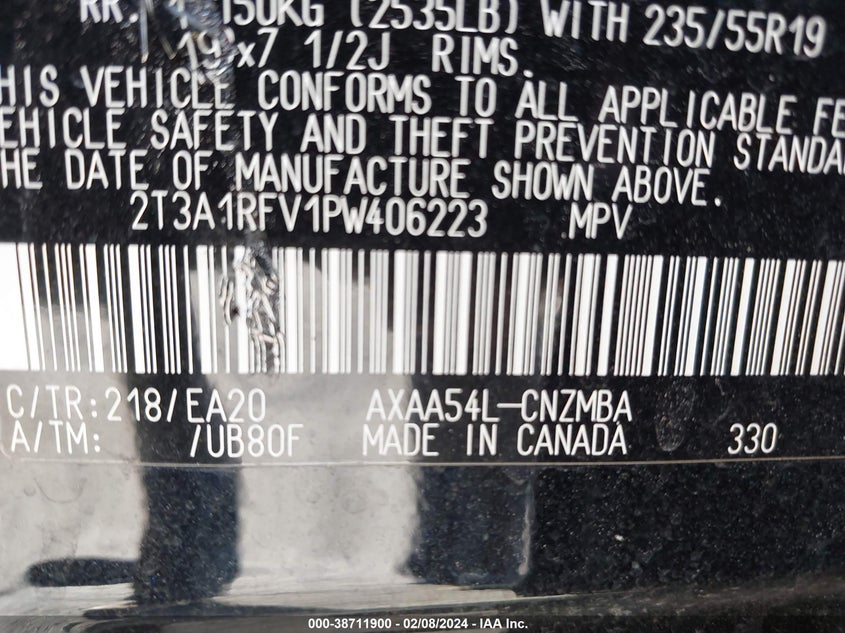 RR. 150KG (2535LB) WITH 235/55R19
19x7 1/2J RIMS.
HIS VEHICLE CONFORMS TO ALL APPLICABLE FE
EHICLE SAFETY AND THEFT PREVENTION STANDA
HE DATE OF MANUFACTURE SHOWN ABOVE.
2T3A1RFV1PW406223 MPV
C/TR:218/EA20 AXAA54L-CNZMBA
A/TM: /UB80F MADE IN CANADA 330
000-38711900 - 02/08/2024 - IAA Inc.